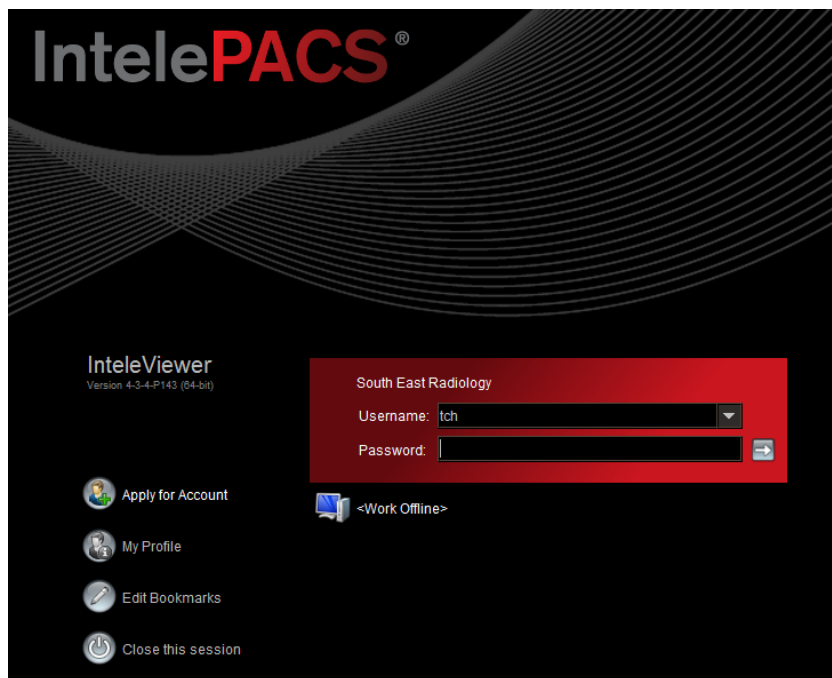 IntelePACS®
InteleViewer
Version 4-3-4-P143 (64-bit)
South East Radiology
Username: tch
Password:
Apply for Account
<Work Offline>
My Profile
Edit Bookmarks
Close this session